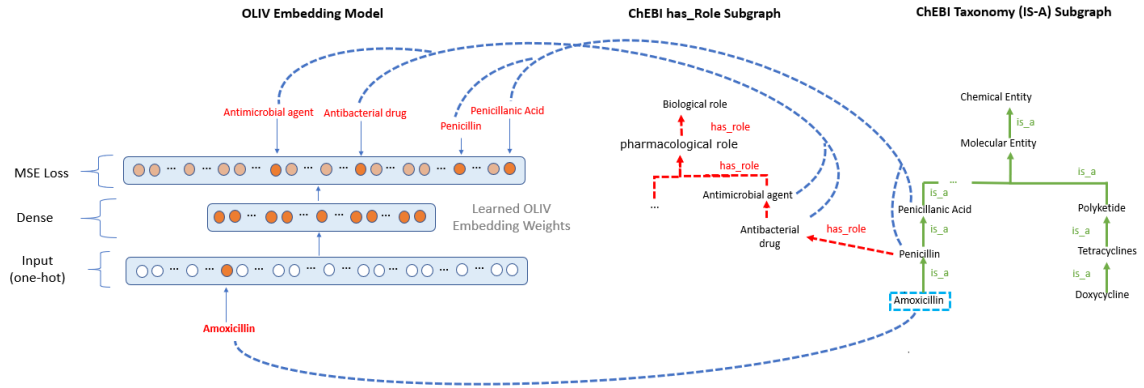 OLIV Embedding Model
ChEBI has_Role Subgraph
ChEBI Taxonomy (IS-A) Subgraph
Antimicrobial agent
Antibacterial drug
Penicillin
Penicillanic Acid
MSE Loss
... ... ... ... ... ...
Dense
... ... ... ...
Learned OLIV
Embedding Weights
Input
(one-hot)
... ... ... ... ... ...
Amoxicillin
Biological role
has_role
pharmacological role
has_role
has_role
...
Antimicrobial agent
Antibacterial
drug
has_role
Chemical Entity
is_a
Molecular Entity
is_a
...
is_a
Penicillanic Acid
Polyketide
is_a
is_a
Penicillin
Tetracyclines
is_a
is_a
Amoxicillin
Doxycycline